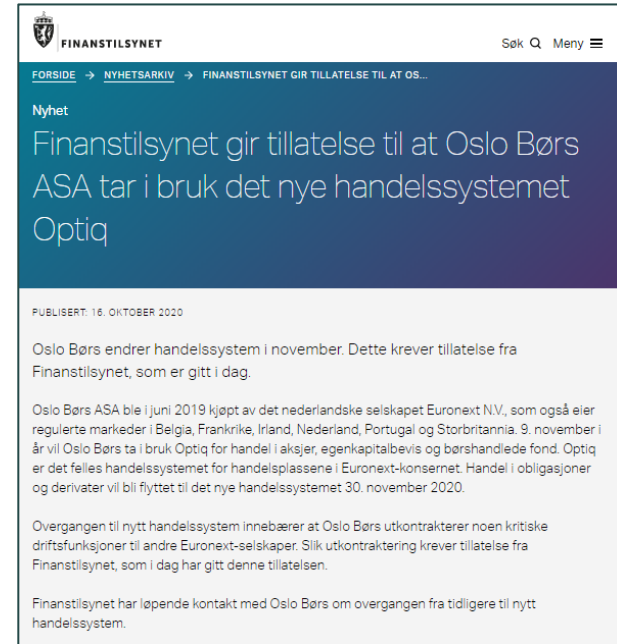 FINANSTILSYNET
Søk Meny
FORSIDE → NYHETSARKIV → FINANSTILSYNET GIR TILLATELSE TIL AT OS...
Nyhet
Finanstilsynet gir tillatelse til at Oslo Børs
ASA tar i bruk det nye handelssystemet
Optiq
PUBLISERT: 16. OKTOBER 2020
Oslo Børs endrer handelssystem i november. Dette krever tillatelse fra
Finanstilsynet, som er gitt i dag.
Oslo Børs ASA ble i juni 2019 kjøpt av det nederlandske selskapet Euronext N.V., som også eier
regulerte markeder i Belgia, Frankrike, Irland, Nederland, Portugal og Storbritannia. 9. november i
år vil Oslo Børs ta i bruk Optiq for handel i aksjer, egenkapitalbevis og børshandlede fond. Optiq
er det felles handelssystemet for handelsplassene i Euronext-konsernet. Handel i obligasjoner
og derivater vil bli flyttet til det nye handelssystemet 30. november 2020.
Overgangen til nytt handelssystem innebærer at Oslo Børs utkontrakterer noen kritiske
driftsfunksjoner til andre Euronext-selskaper. Slik utkontraktering krever tillatelse fra
Finanstilsynet, som i dag har gitt denne tillatelsen.
Finanstilsynet har løpende kontakt med Oslo Børs om overgangen fra tidligere til nytt
handelssystem.